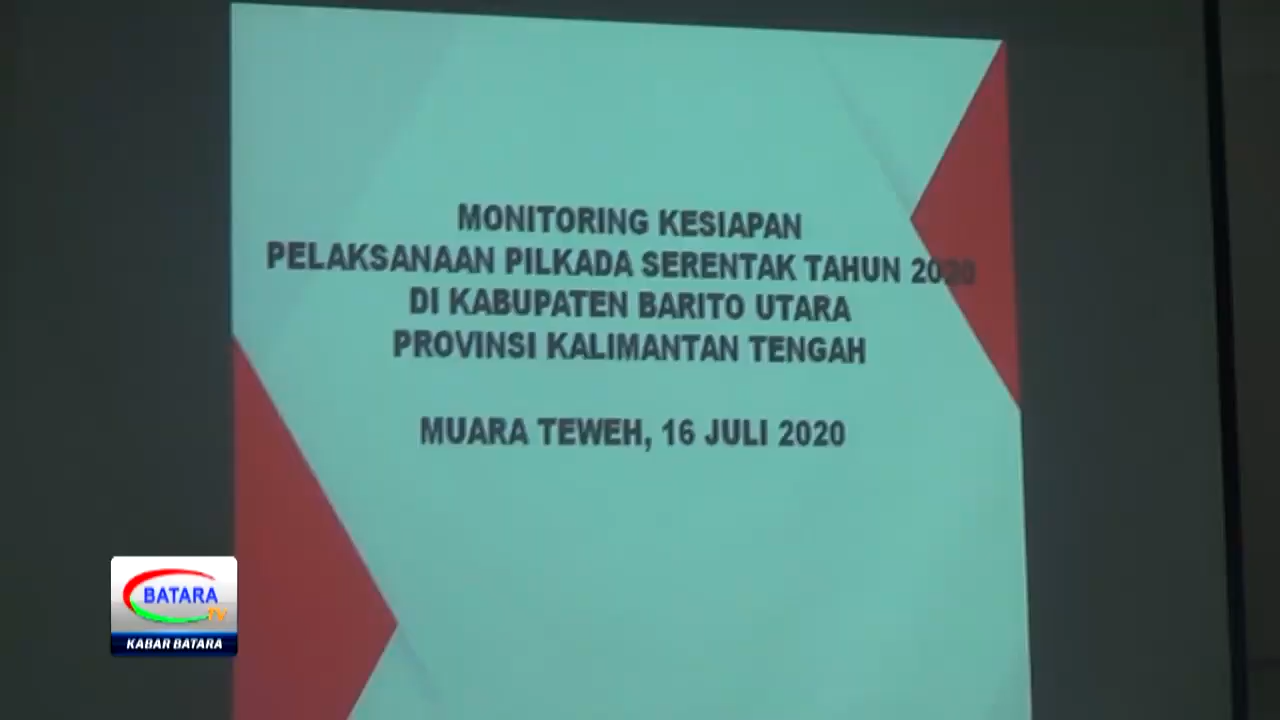 MONITORING KESIAPAN
PELAKSANAAN PILKADA SERENTAK TAHUN 2020
DI KABUPATEN BARITO UTARA
PROVINSI KALIMANTAN TENGAH
MUARA TEWEH, 16 JULI 2020
BATARA
TV
KABAR BATARA